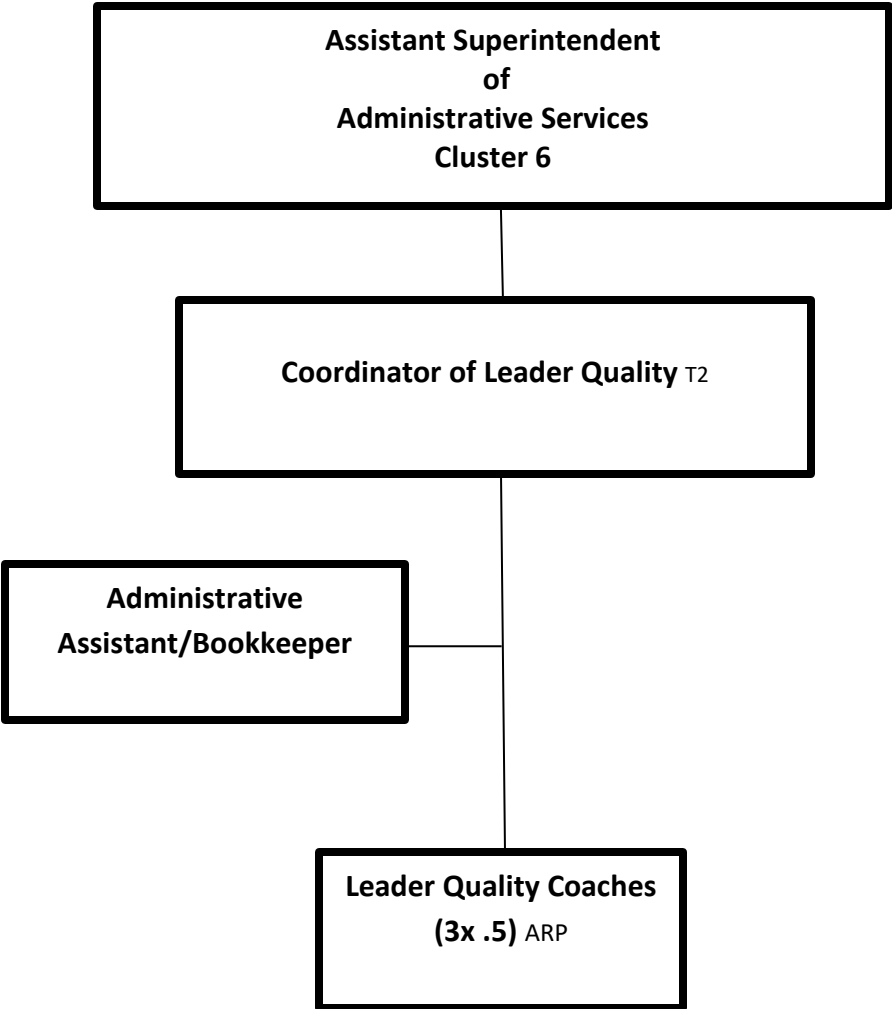 Assistant Superintendent
of
Administrative Services
Cluster 6
Coordinator of Leader Quality T2
Administrative
Assistant/Bookkeeper
Leader Quality Coaches
(3x .5) ARP